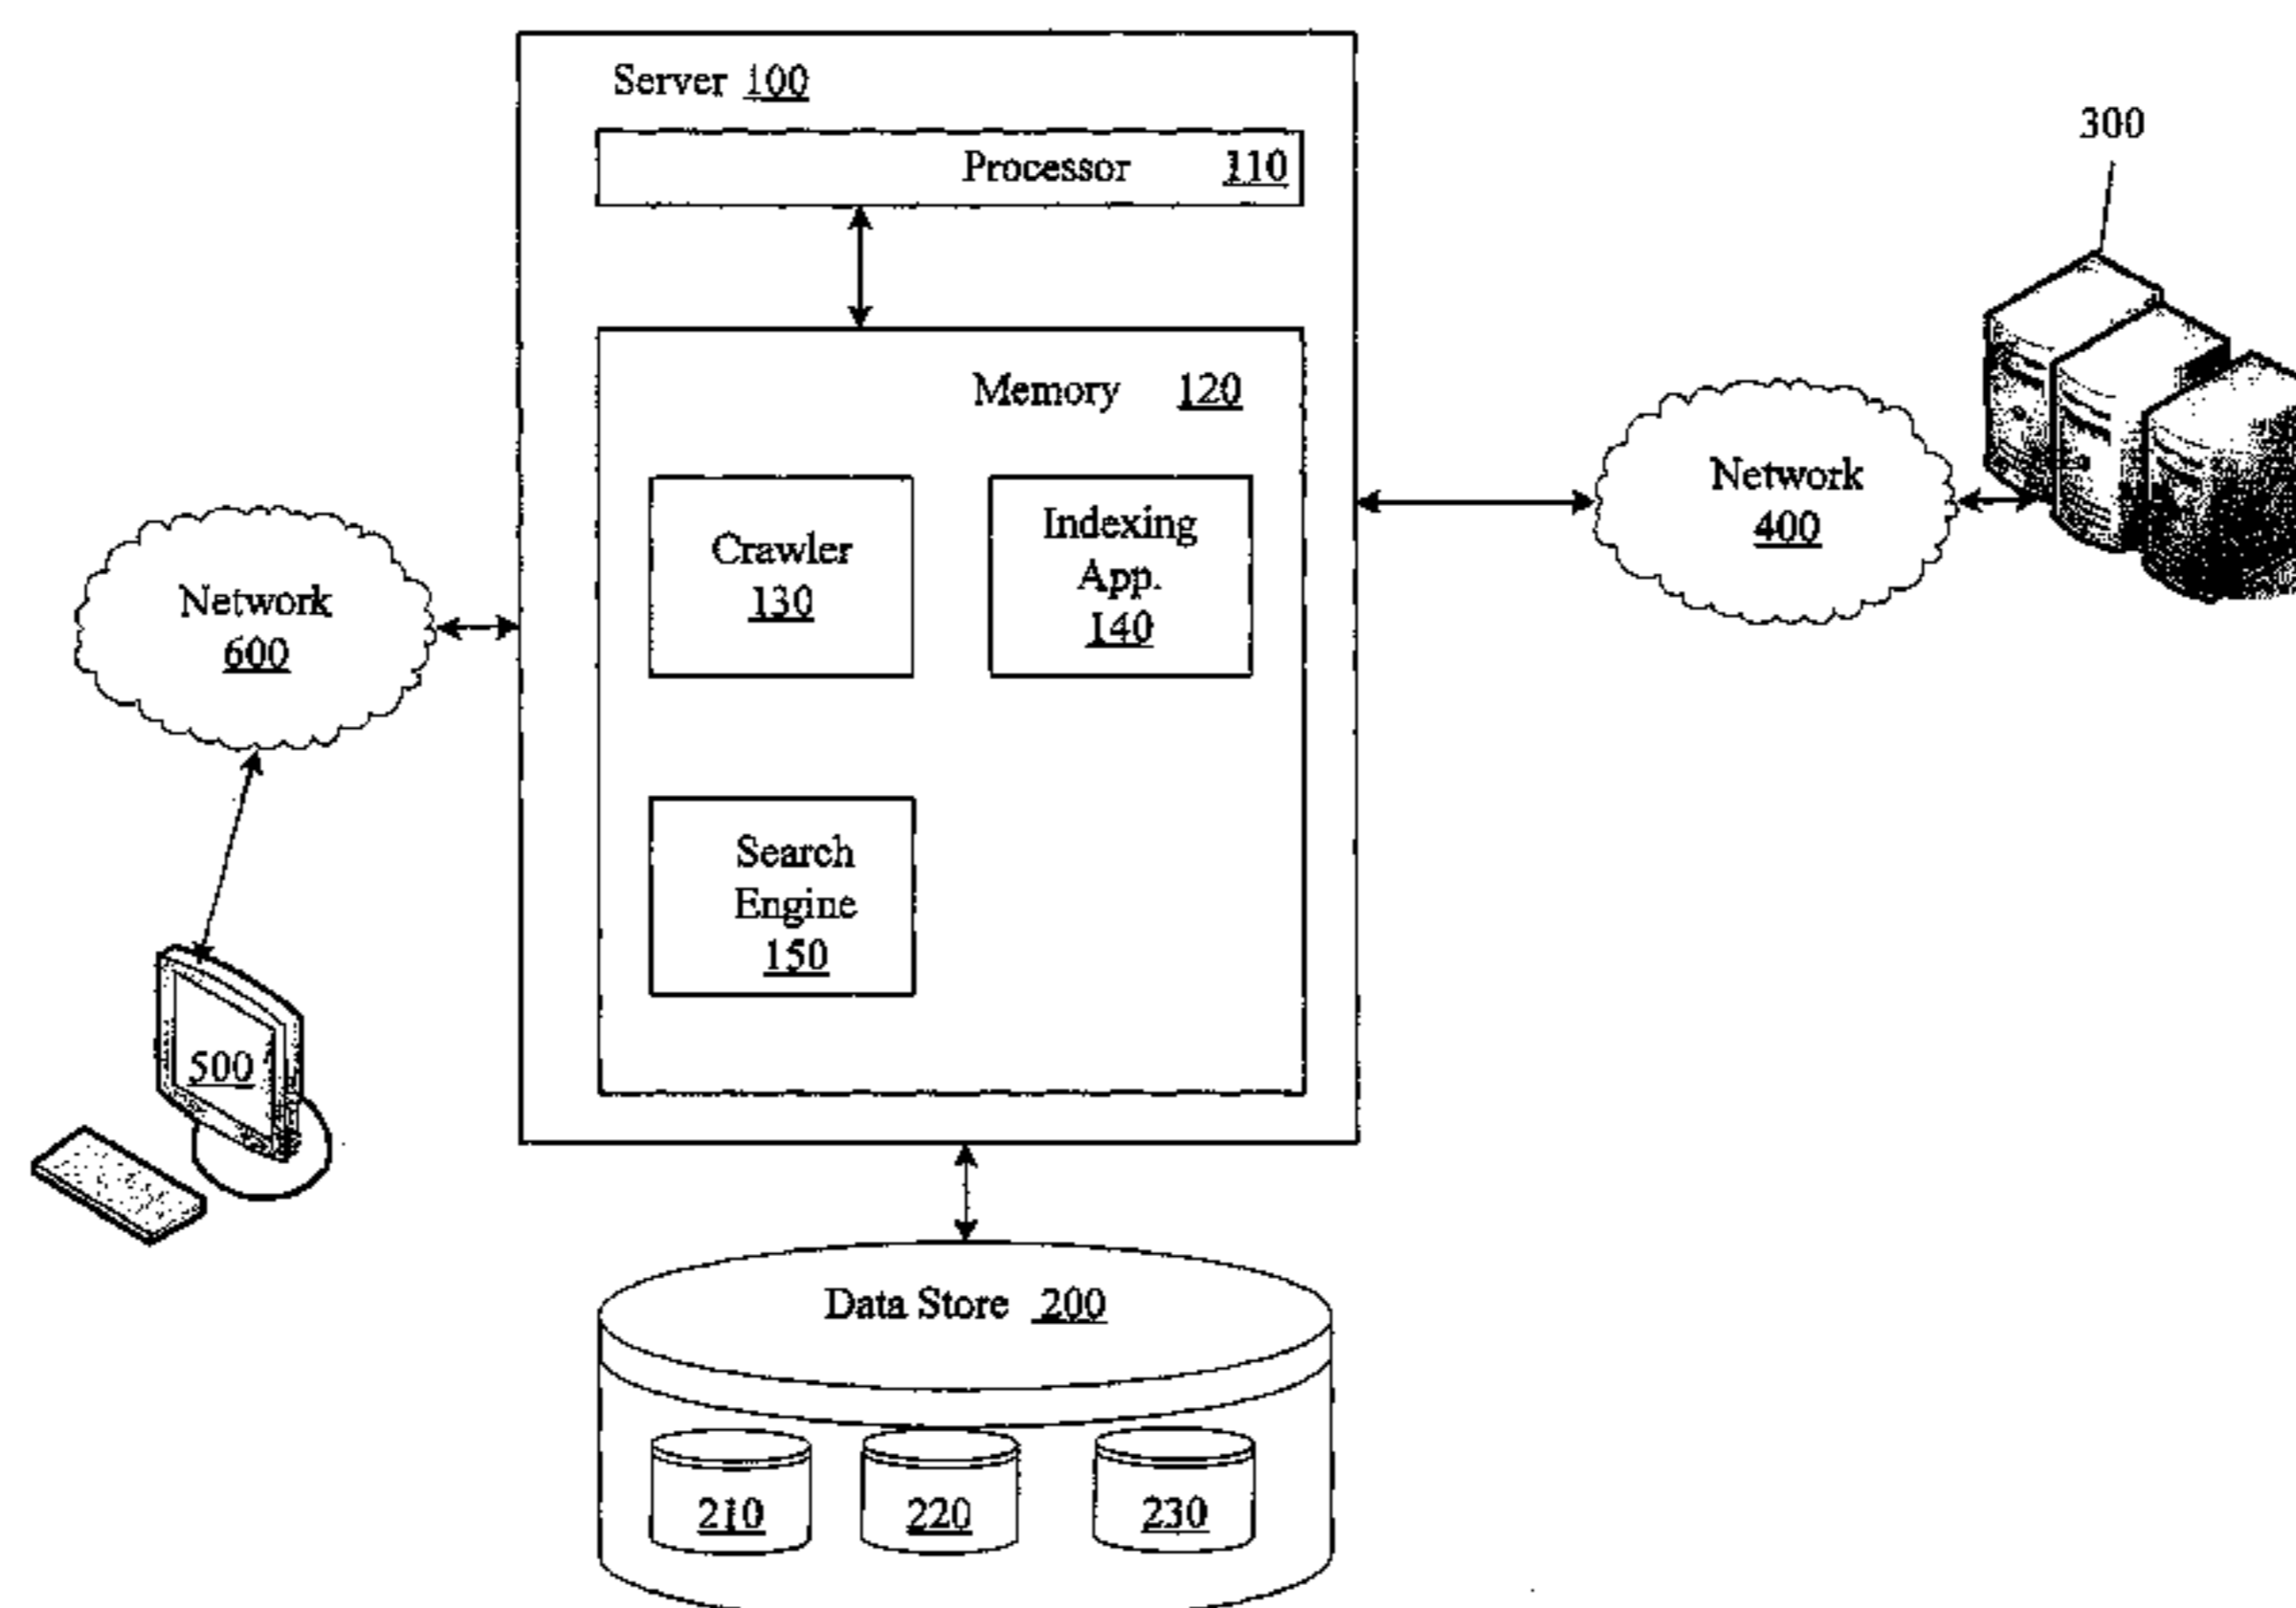 Server 100
Processor 110
300
Memory 120
Crawler
130
Indexing
App.
140
Network
400
Network
600
Search
Engine
150
500
Data Store 200
210
220
230